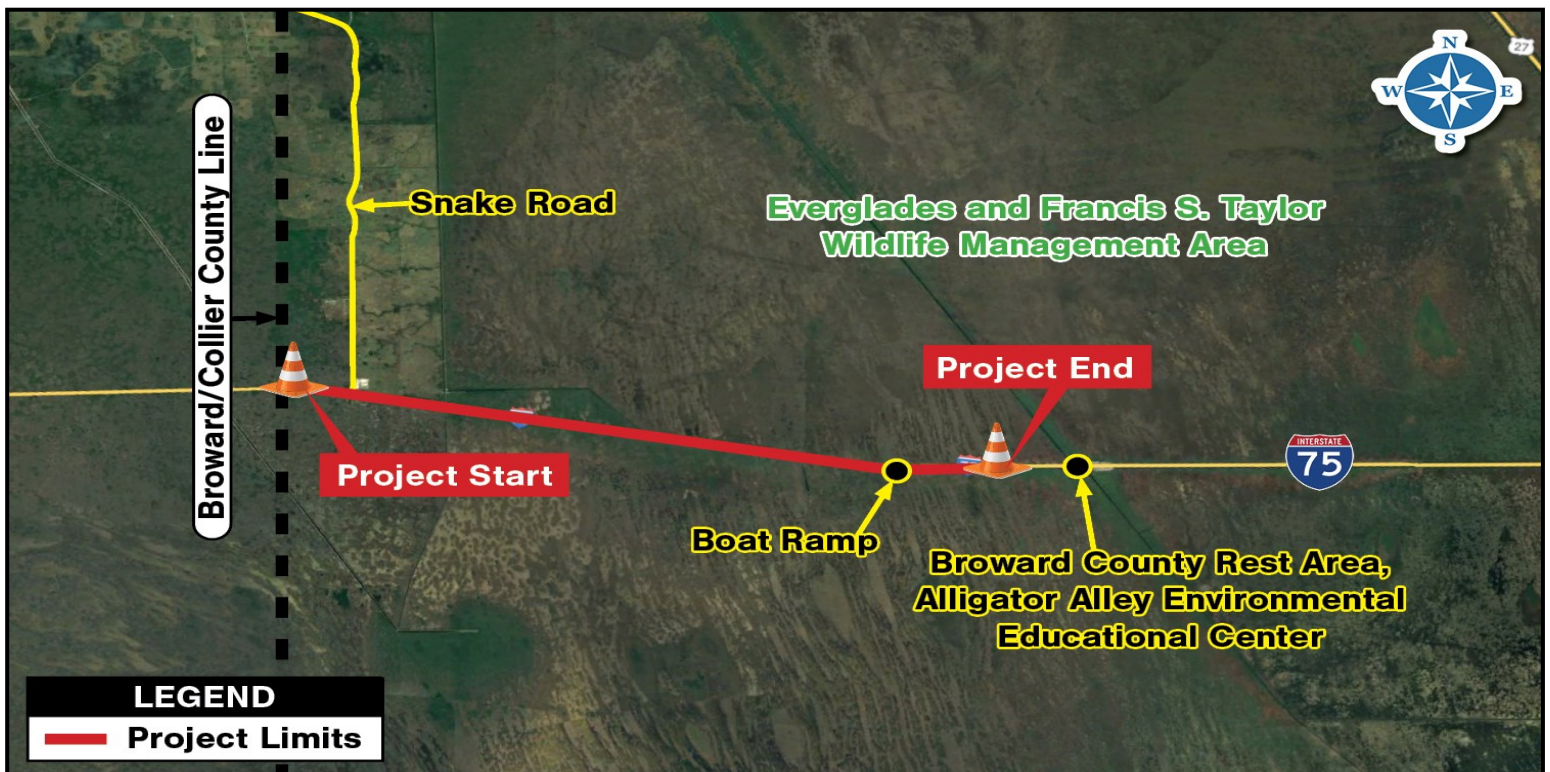 N
W E
S
27
Broward/Collier County Line
Snake Road
Everglades and Francis S. Taylor
Wildlife Management Area
Project End
Project Start
INTERSTATE
75
Boat Ramp
Broward County Rest Area,
Alligator Alley Environmental
Educational Center
LEGEND
Project Limits